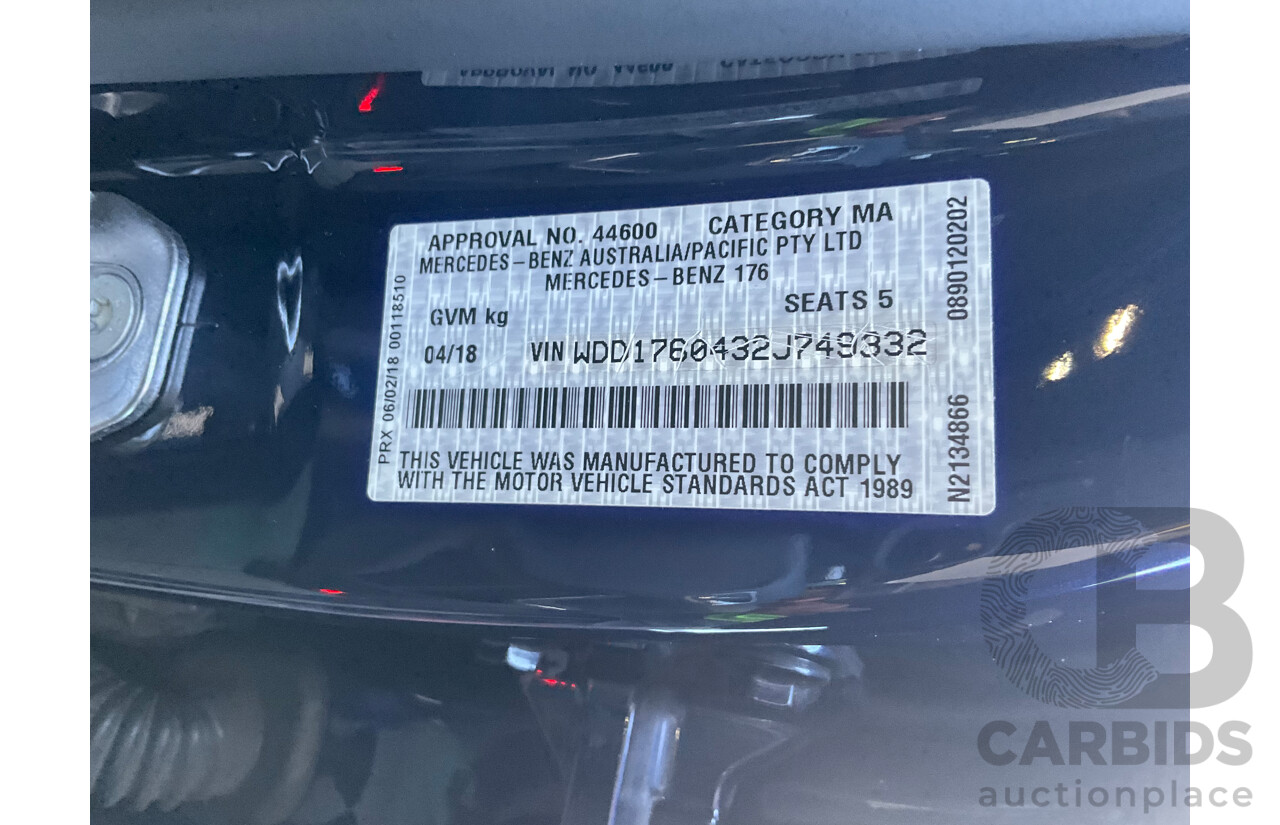 APPROVAL NO. 44600 CATEGORY MA
MERCEDES-BENZ AUSTRALIA/PACIFIC PTY LTD
MERCEDES-BENZ 176
GVM kg SEATS 5
04/18 VIN WDD1760432J749332
THIS VEHICLE WAS MANUFACTURED TO COMPLY
WITH THE MOTOR VEHICLE STANDARDS ACT 1989
PRX 06/02/18 00118510
N2134866 0890120202
CB
CARBIDS
auctionplace